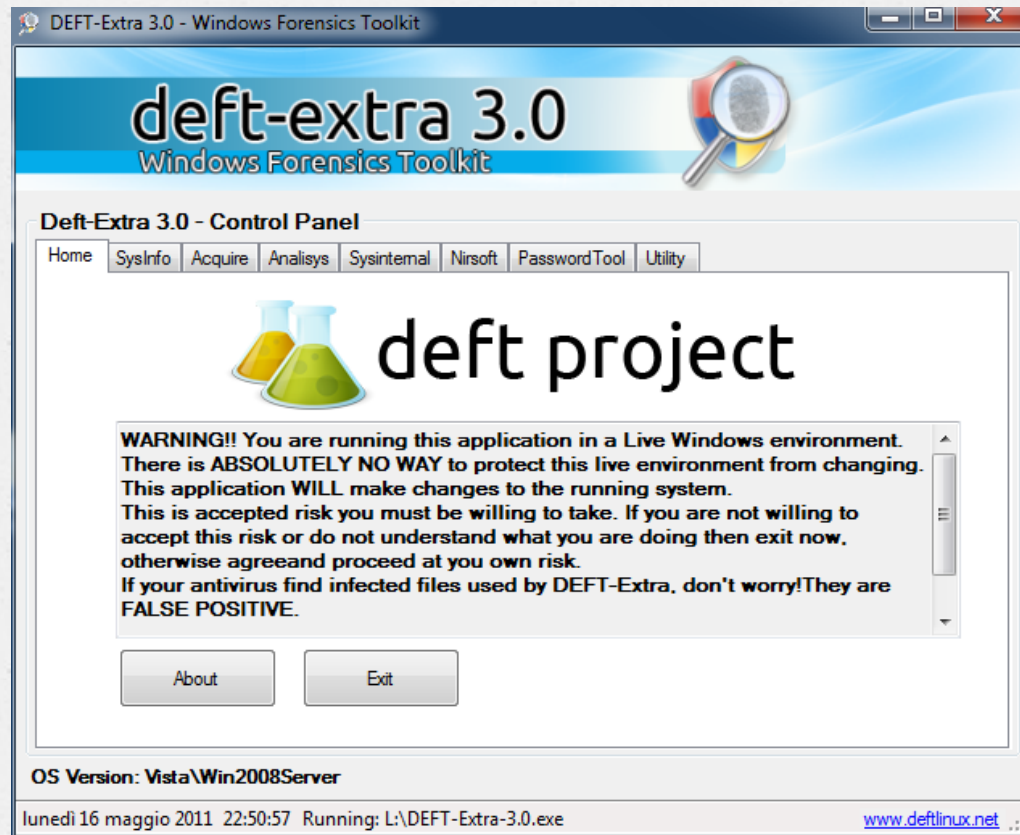 DEFT-Extra 3.0 - Windows Forensics Toolkit
deft-extra 3.0
Windows Forensics Toolkit
Deft-Extra 3.0 - Control Panel
Home SysInfo Acquire Analisys Sysinternal Nirsoft PasswordTool Utility
deft project
WARNING!! You are running this application in a Live Windows environment.
There is ABSOLUTELY NO WAY to protect this live environment from changing.
This application WILL make changes to the running system.
This is accepted risk you must be willing to take. If you are not willing to
accept this risk or do not understand what you are doing then exit now,
otherwise agreeand proceed at you own risk.
If your antivirus find infected files used by DEFT-Extra, don't worry!They are
FALSE POSITIVE.
About Exit
OS Version: Vista\Win2008Server
lunedì 16 maggio 2011 22:50:57 Running: L:\DEFT-Extra-3.0.exe www.deftlinux.net